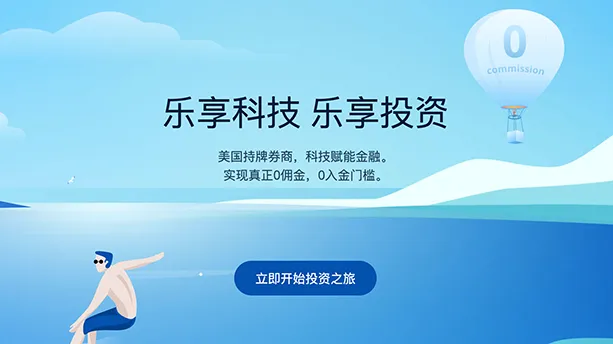 0
commission
乐享科技 乐享投资
美国持牌券商，科技赋能金融。
实现真正0佣金，0入金门槛。
立即开始投资之旅